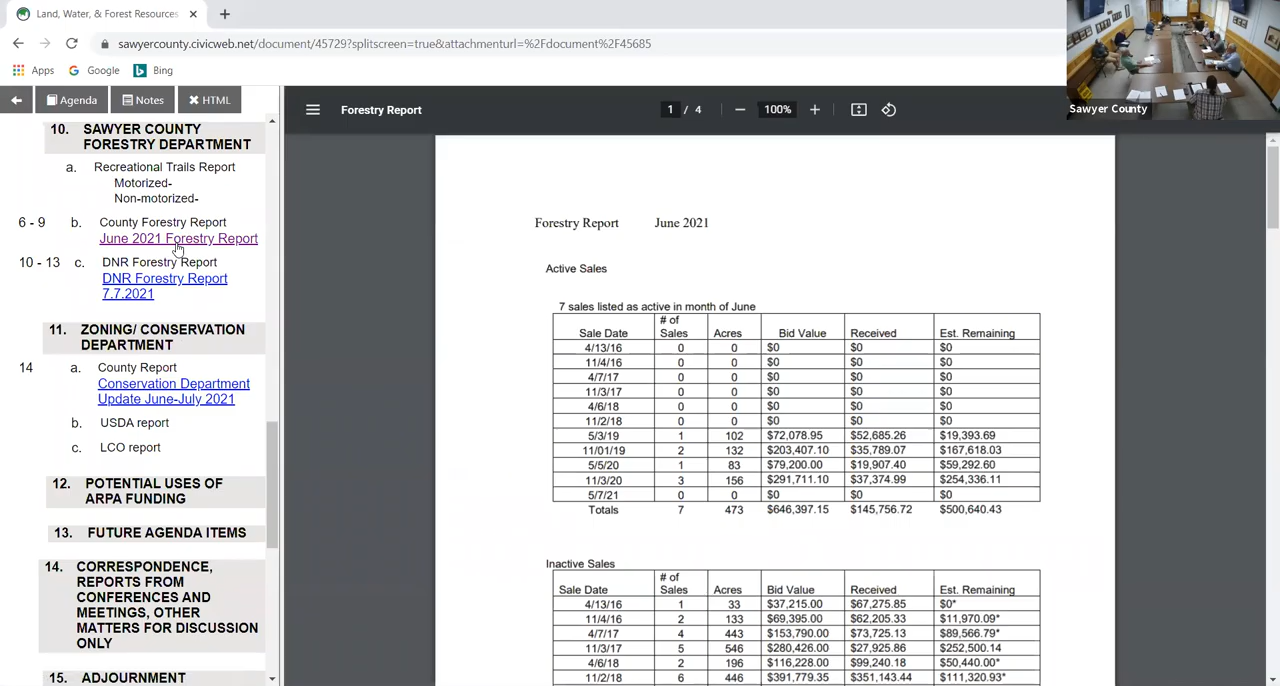 Land, Water, & Forest Resources
sawyercounty.civicweb.net/document/45729?splitscreen=true&attachmenturl=%2Fdocument%2F45685
Apps Google Bing
Agenda Notes HTML
Forestry Report 1 / 4 100%
Sawyer County
10. SAWYER COUNTY
FORESTRY DEPARTMENT
a. Recreational Trails Report
Motorized-
Non-motorized-
6 - 9 b. County Forestry Report
June 2021 Forestry Report
10 - 13 c. DNR Forestry Report
DNR Forestry Report
7.7.2021
11. ZONING/ CONSERVATION
DEPARTMENT
14 a. County Report
Conservation Department
Update June-July 2021
b. USDA report
c. LCO report
12. POTENTIAL USES OF
ARPA FUNDING
13. FUTURE AGENDA ITEMS
14. CORRESPONDENCE,
REPORTS FROM
CONFERENCES AND
MEETINGS, OTHER
MATTERS FOR DISCUSSION
ONLY
15. ADJOURNMENT
Forestry Report June 2021
Active Sales
7 sales listed as active in month of June
# of
Sale Date Sales Acres Bid Value Received Est. Remaining
4/13/16 0 0 $0 $0 $0
11/4/16 0 0 $0 $0 $0
4/7/17 0 0 $0 $0 $0
11/3/17 0 0 $0 $0 $0
4/6/18 0 0 $0 $0 $0
11/2/18 0 0 $0 $0 $0
5/3/19 1 102 $72,078.95 $52,685.26 $19,393.69
11/01/19 2 132 $203,407.10 $35,789.07 $167,618.03
5/5/20 1 83 $79,200.00 $19,907.40 $59,292.60
11/3/20 3 156 $291,711.10 $37,374.99 $254,336.11
5/7/21 0 0 $0 $0 $0
Totals 7 473 $646,397.15 $145,756.72 $500,640.43
Inactive Sales
# of
Sale Date Sales Acres Bid Value Received Est. Remaining
4/13/16 1 33 $37,215.00 $67,275.85 $0*
11/4/16 2 133 $69,395.00 $62,205.33 $11,970.09*
4/7/17 4 443 $153,790.00 $73,725.13 $89,566.79*
11/3/17 5 546 $280,426.00 $27,925.86 $252,500.14
4/6/18 2 196 $116,228.00 $99,240.18 $50,440.00*
11/2/18 6 446 $391,779.35 $351,143.44 $111,320.93*